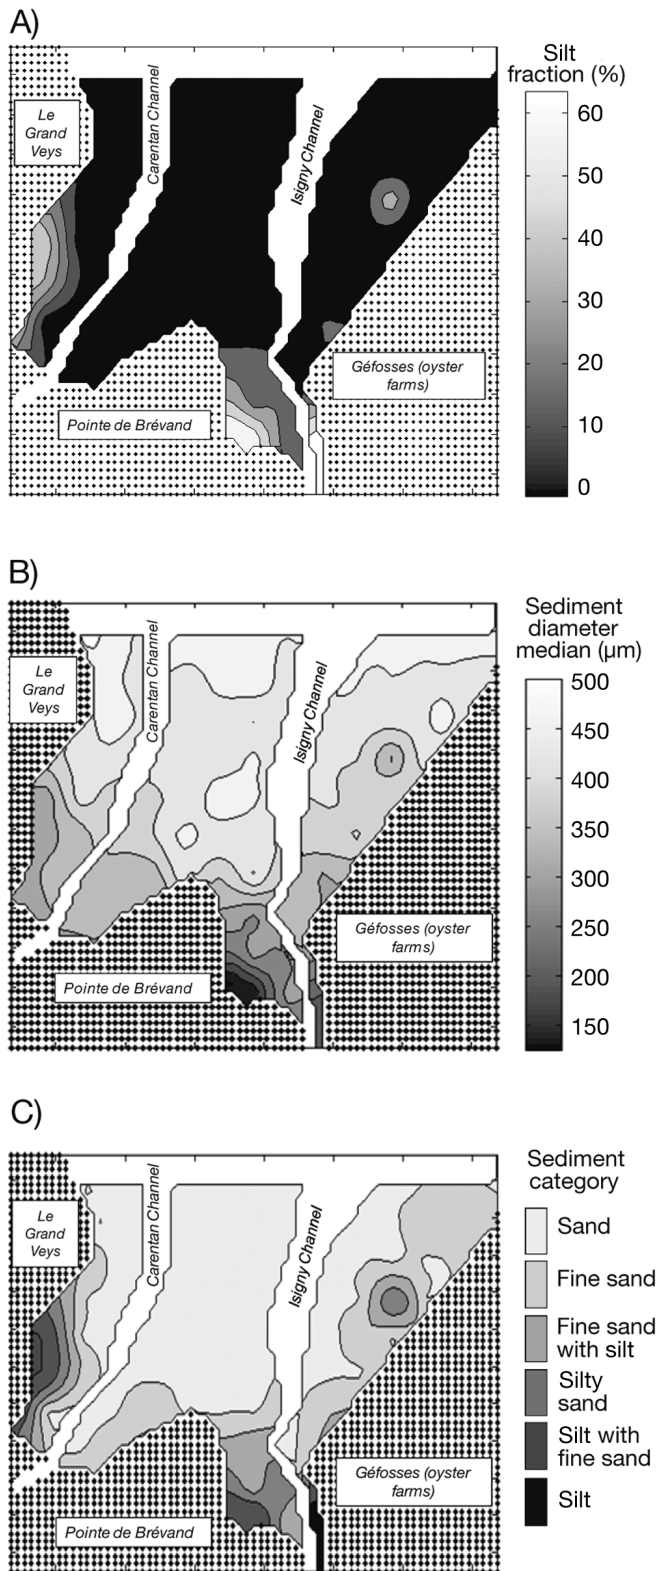 A)
Silt
fraction (%)
Le
Grand
Veys
Carentan Channel
Isigny Channel
60
50
40
30
20
10
0
Géfosses (oyster
farms)
Pointe de Brévand
B)
Sediment
diameter
median (µm)
Le
Grand
Veys
Carentan Channel
Isigny Channel
500
450
400
350
300
250
200
150
Géfosses (oyster
farms)
Pointe de Brévand
C)
Sediment
category
Le
Grand
Veys
Carentan Channel
Isigny Channel
Sand
Fine sand
Fine sand
with silt
Silty
sand
Silt with
fine sand
Silt
Géfosses (oyster
farms)
Pointe de Brévand